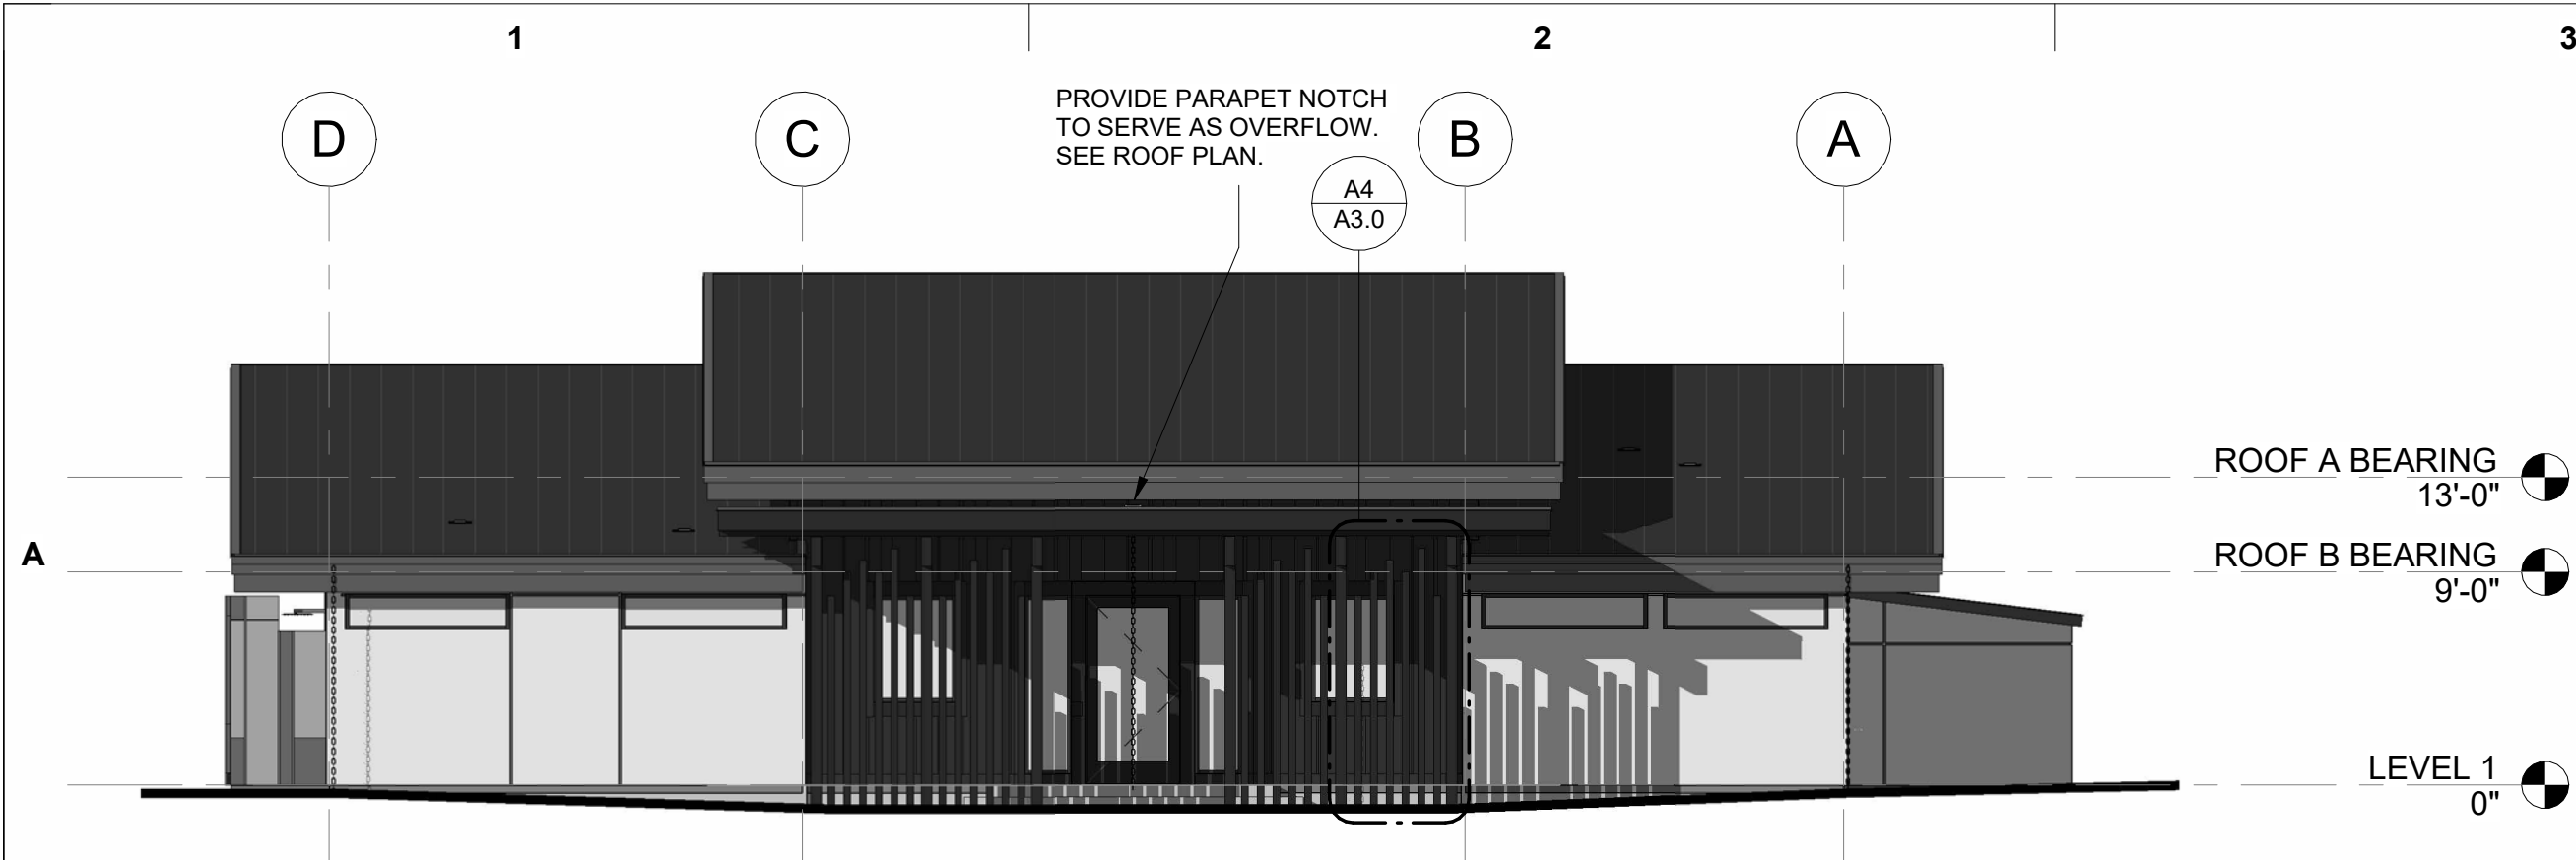 1
2
3
D
C
PROVIDE PARAPET NOTCH
TO SERVE AS OVERFLOW.
SEE ROOF PLAN.
A4
A3.0
B
A
ROOF A BEARING
13'-0"
A
ROOF B BEARING
9'-0"
LEVEL 1
0"